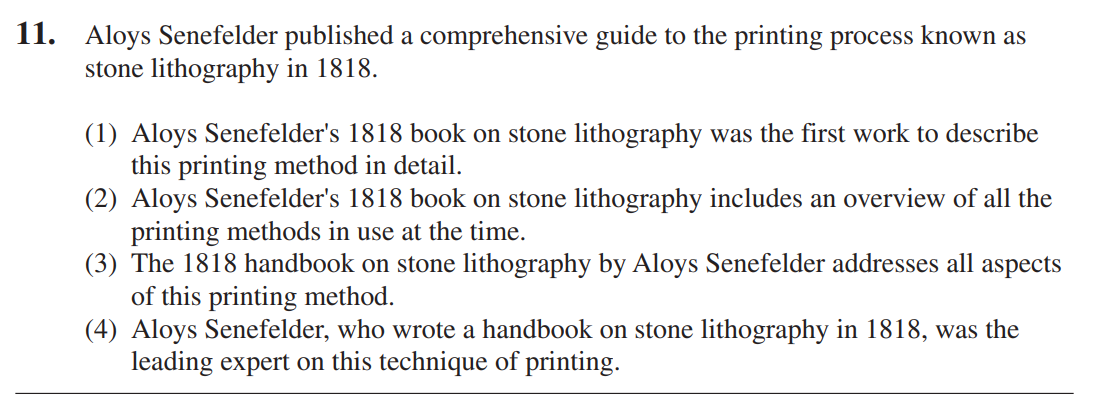 11. Aloys Senefelder published a comprehensive guide to the printing process known as
stone lithography in 1818.
(1) Aloys Senefelder's 1818 book on stone lithography was the first work to describe
this printing method in detail.
(2) Aloys Senefelder's 1818 book on stone lithography includes an overview of all the
printing methods in use at the time.
(3) The 1818 handbook on stone lithography by Aloys Senefelder addresses all aspects
of this printing method.
(4) Aloys Senefelder, who wrote a handbook on stone lithography in 1818, was the
leading expert on this technique of printing.